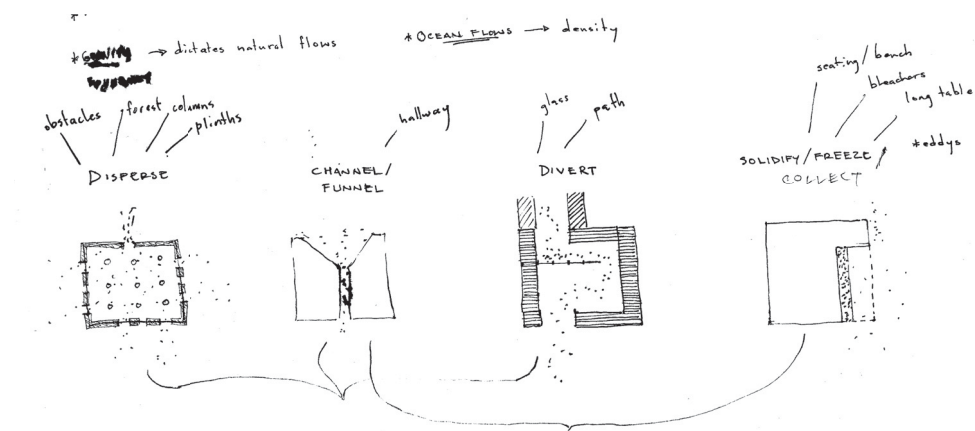 *Gravity → dictates natural flows
*OCEAN FLOWS → density
obstacles
forest
columns
plinths
DISPERSE
hallway
CHANNEL/
FUNNEL
glass
path
DIVERT
seating/bench
bleachers
long table
*eddys
SOLIDIFY/FREEZE/
COLLECT